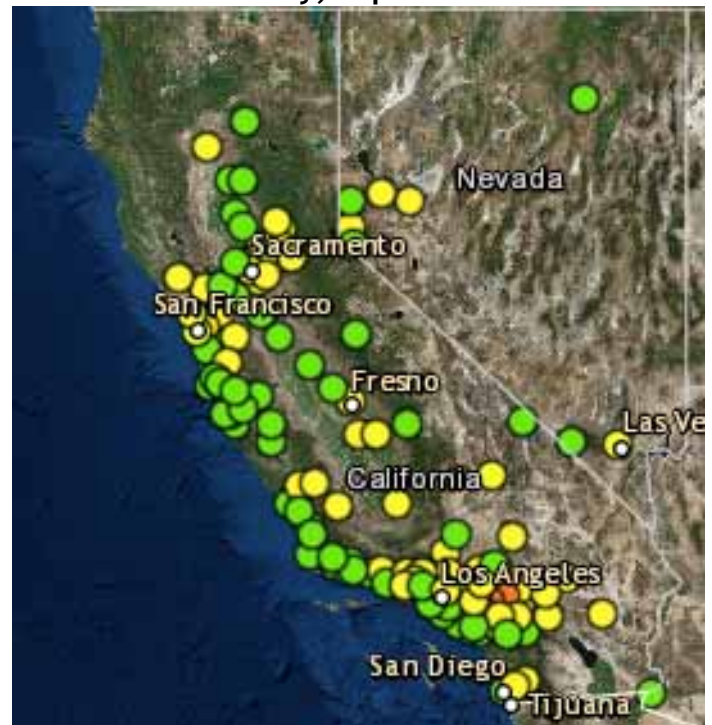 Nevada
Sacramento
San Francisco
Fresno
Las Ve
California
Los Angeles
San Diego
Tijuana